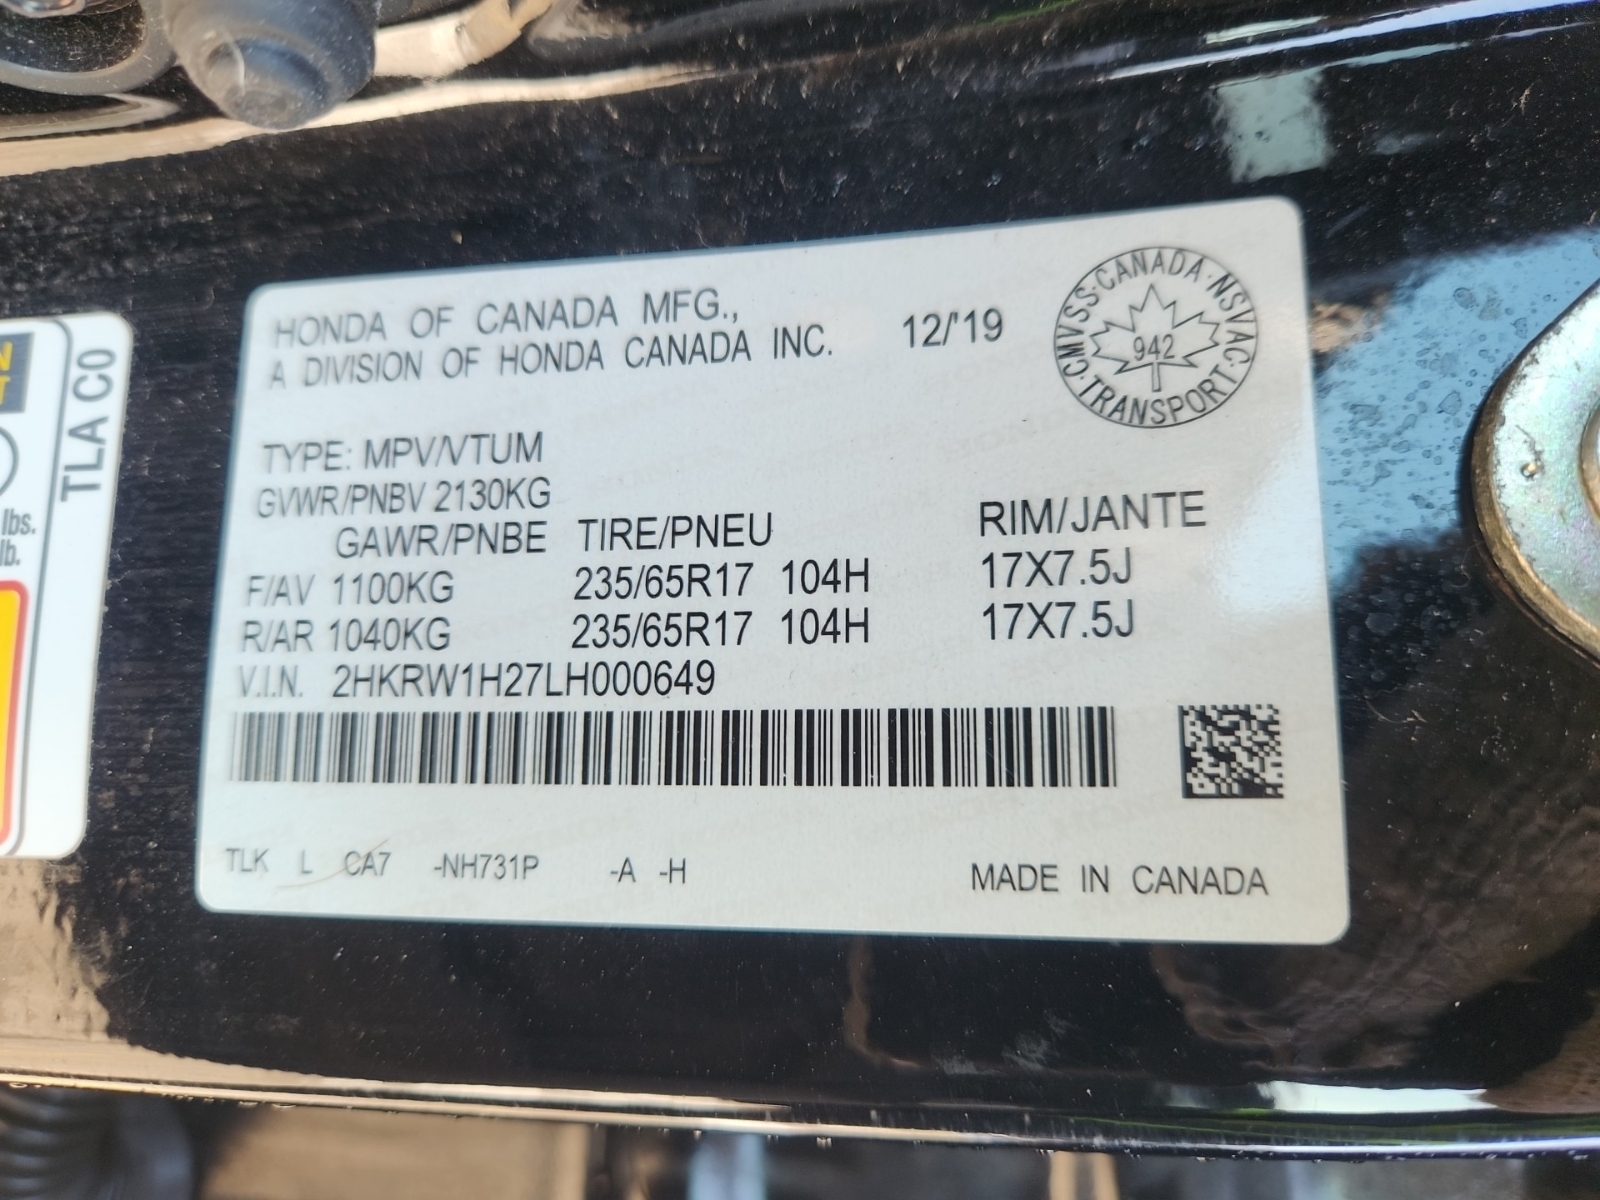 TLA C0
lbs.
lb.
HONDA OF CANADA MFG.,
A DIVISION OF HONDA CANADA INC.
12/'19
CMVSS·CANADA·NSVAC·TRANSPORT·
942
TYPE: MPV/VTUM
GVWR/PNBV 2130KG
GAWR/PNBE TIRE/PNEU RIM/JANTE
F/AV 1100KG 235/65R17 104H 17X7.5J
R/AR 1040KG 235/65R17 104H 17X7.5J
V.I.N. 2HKRW1H27LH000649
TLK L CA7 -NH731P -A -H MADE IN CANADA